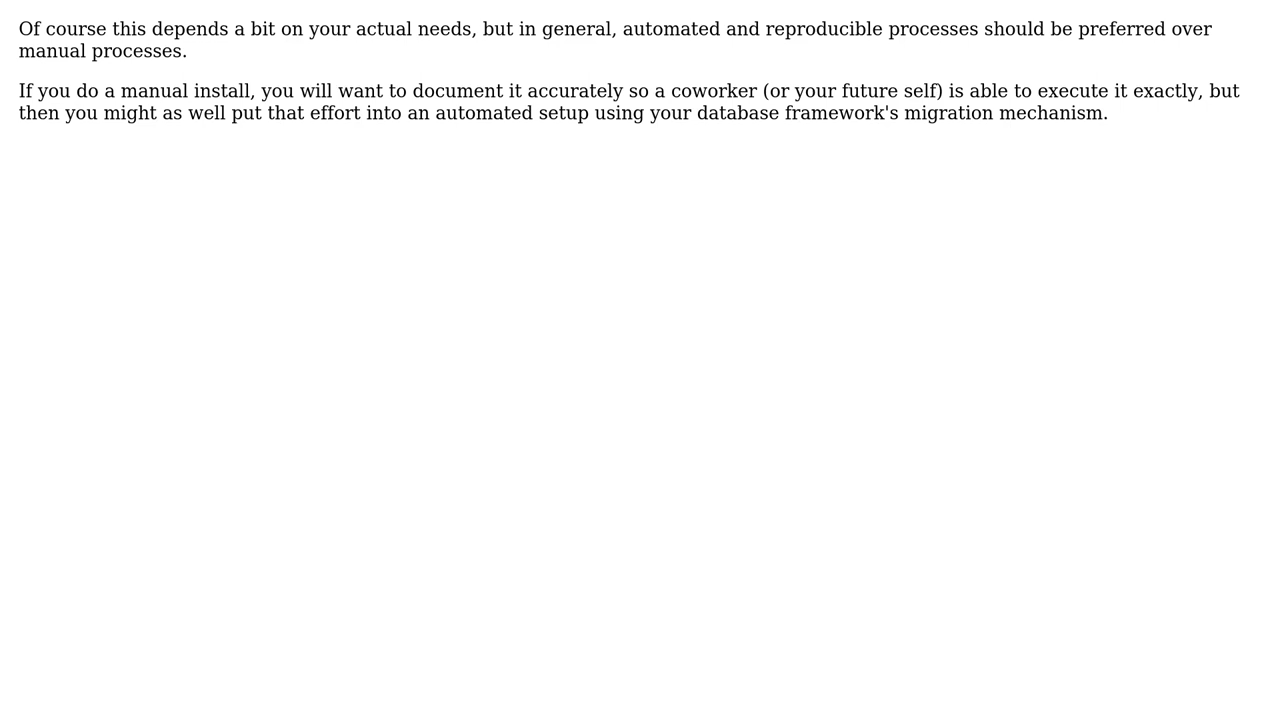 Of course this depends a bit on your actual needs, but in general, automated and reproducible processes should be preferred over
manual processes.
If you do a manual install, you will want to document it accurately so a coworker (or your future self) is able to execute it exactly, but
then you might as well put that effort into an automated setup using your database framework's migration mechanism.